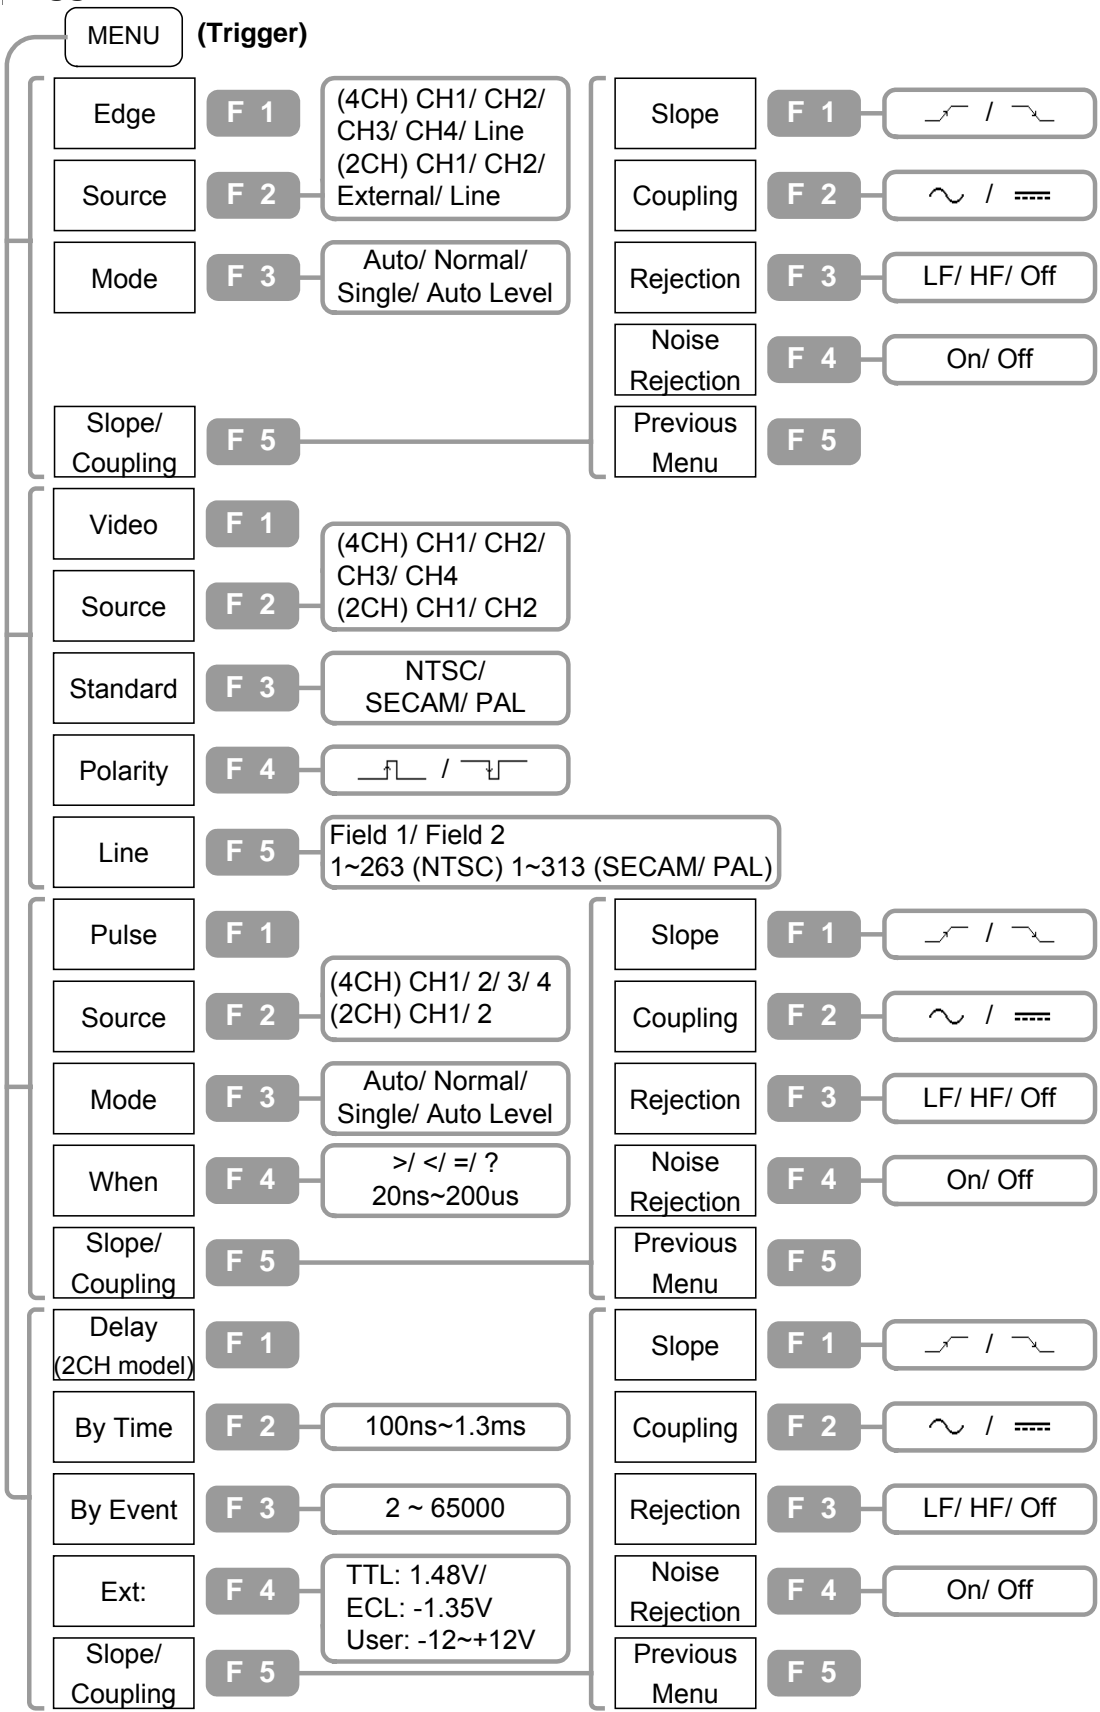 MENU (Trigger)
Edge F 1
(4CH) CH1/ CH2/
CH3/ CH4/ Line
(2CH) CH1/ CH2/
External/ Line
Source F 2
Mode F 3
Auto/ Normal/
Single/ Auto Level
Slope/
Coupling
F 5
Slope F 1 /
Coupling F 2 /
Rejection F 3 LF/ HF/ Off
Noise
Rejection
F 4 On/ Off
Previous
Menu
F 5
Video F 1
Source F 2
(4CH) CH1/ CH2/
CH3/ CH4
(2CH) CH1/ CH2
Standard F 3
NTSC/
SECAM/ PAL
Polarity F 4 /
Line F 5
Field 1/ Field 2
1~263 (NTSC) 1~313 (SECAM/ PAL)
Pulse F 1
Source F 2
(4CH) CH1/ 2/ 3/ 4
(2CH) CH1/ 2
Mode F 3
Auto/ Normal/
Single/ Auto Level
When F 4
>/ </ =/ ?
20ns~200us
Slope/
Coupling
F 5
Slope F 1 /
Coupling F 2 /
Rejection F 3 LF/ HF/ Off
Noise
Rejection
F 4 On/ Off
Previous
Menu
F 5
Delay
(2CH model)
F 1
By Time F 2 100ns~1.3ms
By Event F 3 2 ~ 65000
Ext: F 4
TTL: 1.48V/
ECL: -1.35V
User: -12~+12V
Slope/
Coupling
F 5
Slope F 1 /
Coupling F 2 /
Rejection F 3 LF/ HF/ Off
Noise
Rejection
F 4 On/ Off
Previous
Menu
F 5